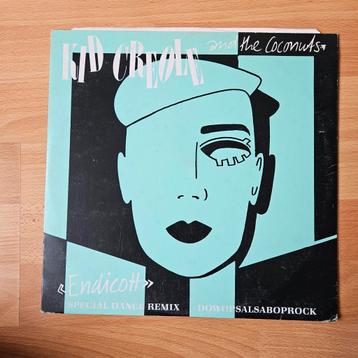 KID CREOLE and the Coconuts
«Endicott»
SPECIAL DANCE REMIX DOWOPSALSABOPROCK